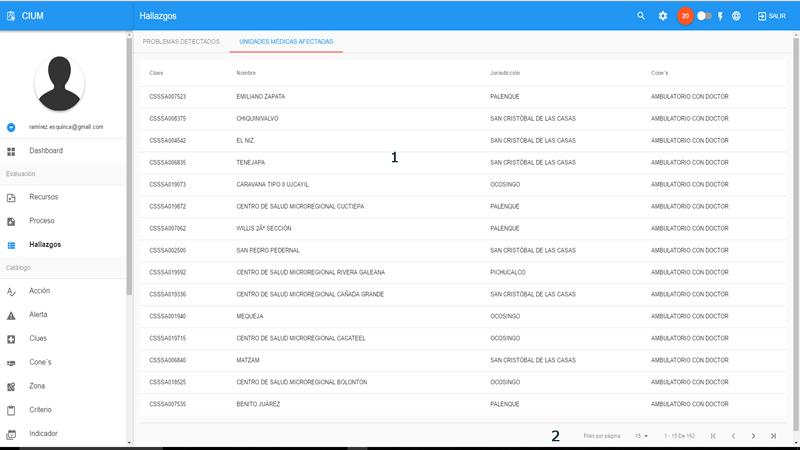 CIUM
Hallazgos
20
SALIR
ramirez.esquinca@gmail.com
Dashboard
Evaluación
Recursos
Proceso
Hallazgos
Catálogo
Acción
Alerta
Clues
Cone´s
Zona
Criterio
Indicador
PROBLEMAS DETECTADOS UNIDADES MÉDICAS AFECTADAS
Clues Nombre Jurisdicción Cone´s
CSSSA007523 EMILIANO ZAPATA PALENQUE AMBULATORIO CON DOCTOR
CSSSA008375 CHIQUINIVALVO SAN CRISTÓBAL DE LAS CASAS AMBULATORIO CON DOCTOR
CSSSA004542 EL NIZ SAN CRISTÓBAL DE LAS CASAS AMBULATORIO CON DOCTOR
1
CSSSA006835 TENEJAPA SAN CRISTÓBAL DE LAS CASAS AMBULATORIO CON DOCTOR
CSSSA019073 CARAVANA TIPO 0 UJCAYIL OCOSINGO AMBULATORIO CON DOCTOR
CSSSA019872 CENTRO DE SALUD MICROREGIONAL CUCTIEPA PALENQUE AMBULATORIO CON DOCTOR
CSSSA007062 WILLIS 2Âª SECCIÓN PALENQUE AMBULATORIO CON DOCTOR
CSSSA002500 SAN PEDRO PEDERNAL SAN CRISTÓBAL DE LAS CASAS AMBULATORIO CON DOCTOR
CSSSA019592 CENTRO DE SALUD MICROREGIONAL RIVERA GALEANA PICHUCALCO AMBULATORIO CON DOCTOR
CSSSA019336 CENTRO DE SALUD MICROREGIONAL CAÑADA GRANDE SAN CRISTÓBAL DE LAS CASAS AMBULATORIO CON DOCTOR
CSSSA001940 MEQUEJA OCOSINGO AMBULATORIO CON DOCTOR
CSSSA019715 CENTRO DE SALUD MICROREGIONAL CACATEEL OCOSINGO AMBULATORIO CON DOCTOR
CSSSA006840 MATZAM SAN CRISTÓBAL DE LAS CASAS AMBULATORIO CON DOCTOR
CSSSA018525 CENTRO DE SALUD MICROREGIONAL BOLONTÓN OCOSINGO AMBULATORIO CON DOCTOR
CSSSA007535 BENITO JUÁREZ PALENQUE AMBULATORIO CON DOCTOR
2 Filas por página: 15 1 - 15 De 162